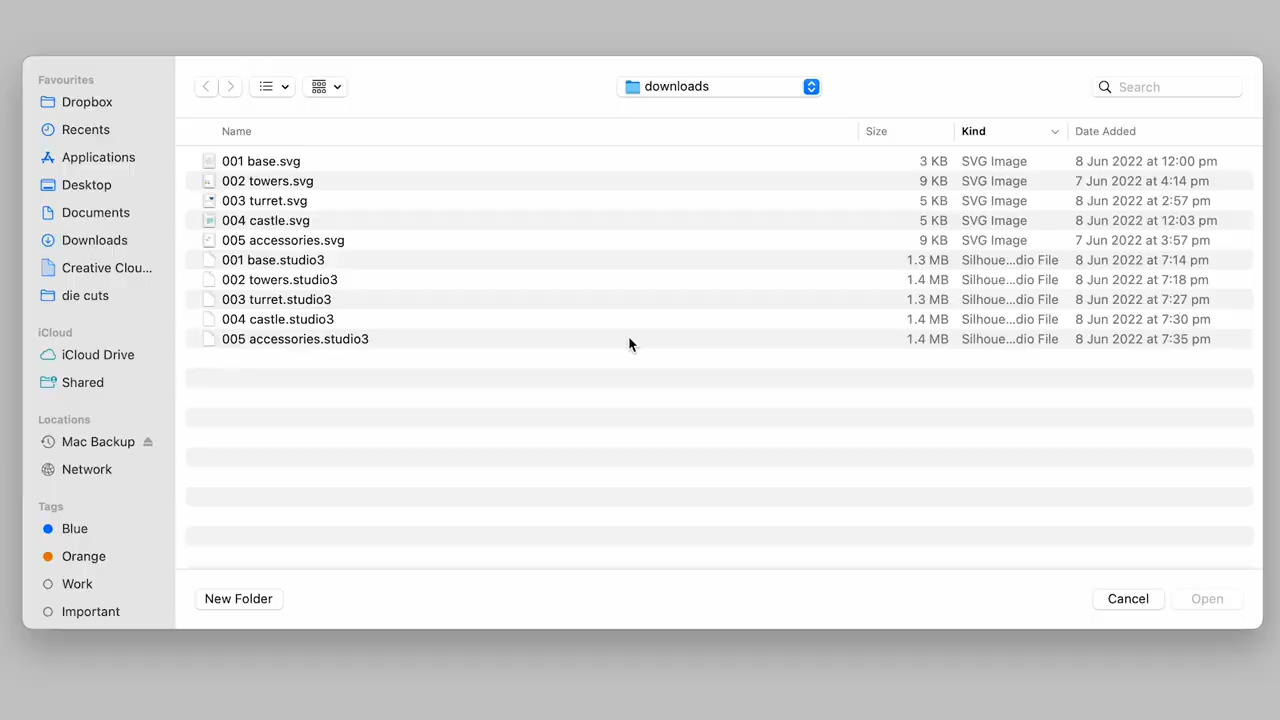 Favourites
Dropbox
Recents
Applications
Desktop
Documents
Downloads
Creative Clou...
die cuts
iCloud
iCloud Drive
Shared
Locations
Mac Backup
Network
Tags
Blue
Orange
Work
Important
downloads
Search
Name Size Kind Date Added
001 base.svg 3 KB SVG Image 8 Jun 2022 at 12:00 pm
002 towers.svg 9 KB SVG Image 7 Jun 2022 at 4:14 pm
003 turret.svg 5 KB SVG Image 8 Jun 2022 at 2:57 pm
004 castle.svg 5 KB SVG Image 8 Jun 2022 at 12:03 pm
005 accessories.svg 9 KB SVG Image 7 Jun 2022 at 3:57 pm
001 base.studio3 1.3 MB Silhoue...dio File 8 Jun 2022 at 7:14 pm
002 towers.studio3 1.4 MB Silhoue...dio File 8 Jun 2022 at 7:18 pm
003 turret.studio3 1.3 MB Silhoue...dio File 8 Jun 2022 at 7:27 pm
004 castle.studio3 1.4 MB Silhoue...dio File 8 Jun 2022 at 7:30 pm
005 accessories.studio3 1.4 MB Silhoue...dio File 8 Jun 2022 at 7:35 pm
New Folder Cancel Open